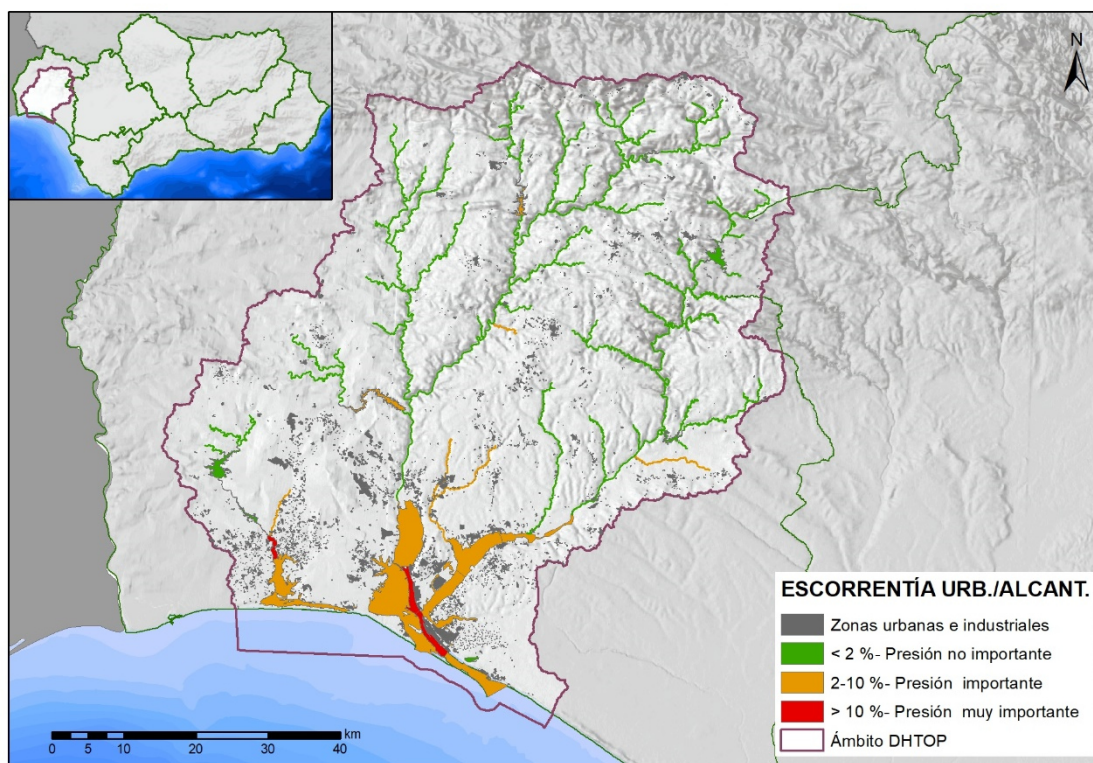 N
ESCORRENTÍA URB./ALCANT.
Zonas urbanas e industriales
< 2 %- Presión no importante
2-10 %- Presión importante
> 10 %- Presión muy importante
Ámbito DHTOP
km
0 5 10 20 30 40